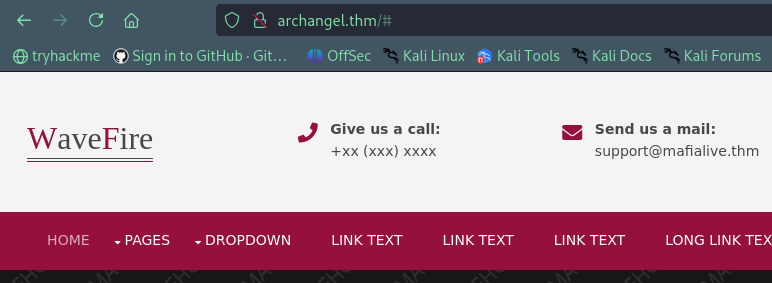 archangel.thm/#
tryhackme Sign in to GitHub · Git... OffSec Kali Linux Kali Tools Kali Docs Kali Forums
WaveFire
Give us a call:
+xx (xxx) xxxx
Send us a mail:
support@mafialive.thm
HOME PAGES DROPDOWN LINK TEXT LINK TEXT LINK TEXT LONG LINK TEX